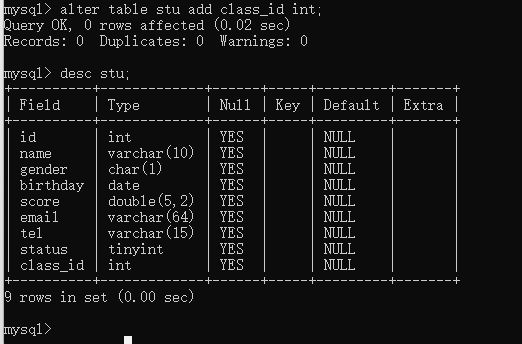 mysql> alter table stu add class_id int;
Query OK, 0 rows affected (0.02 sec)
Records: 0  Duplicates: 0  Warnings: 0
mysql> desc stu;
+----------+-------------+------+-----+---------+-------+
| Field    | Type        | Null | Key | Default | Extra |
+----------+-------------+------+-----+---------+-------+
| id       | int         | YES  |     | NULL    |       |
| name     | varchar(10) | YES  |     | NULL    |       |
| gender   | char(1)     | YES  |     | NULL    |       |
| birthday | date        | YES  |     | NULL    |       |
| score    | double(5,2) | YES  |     | NULL    |       |
| email    | varchar(64) | YES  |     | NULL    |       |
| tel      | varchar(15) | YES  |     | NULL    |       |
| status   | tinyint     | YES  |     | NULL    |       |
| class_id | int         | YES  |     | NULL    |       |
+----------+-------------+------+-----+---------+-------+
9 rows in set (0.00 sec)
mysql>